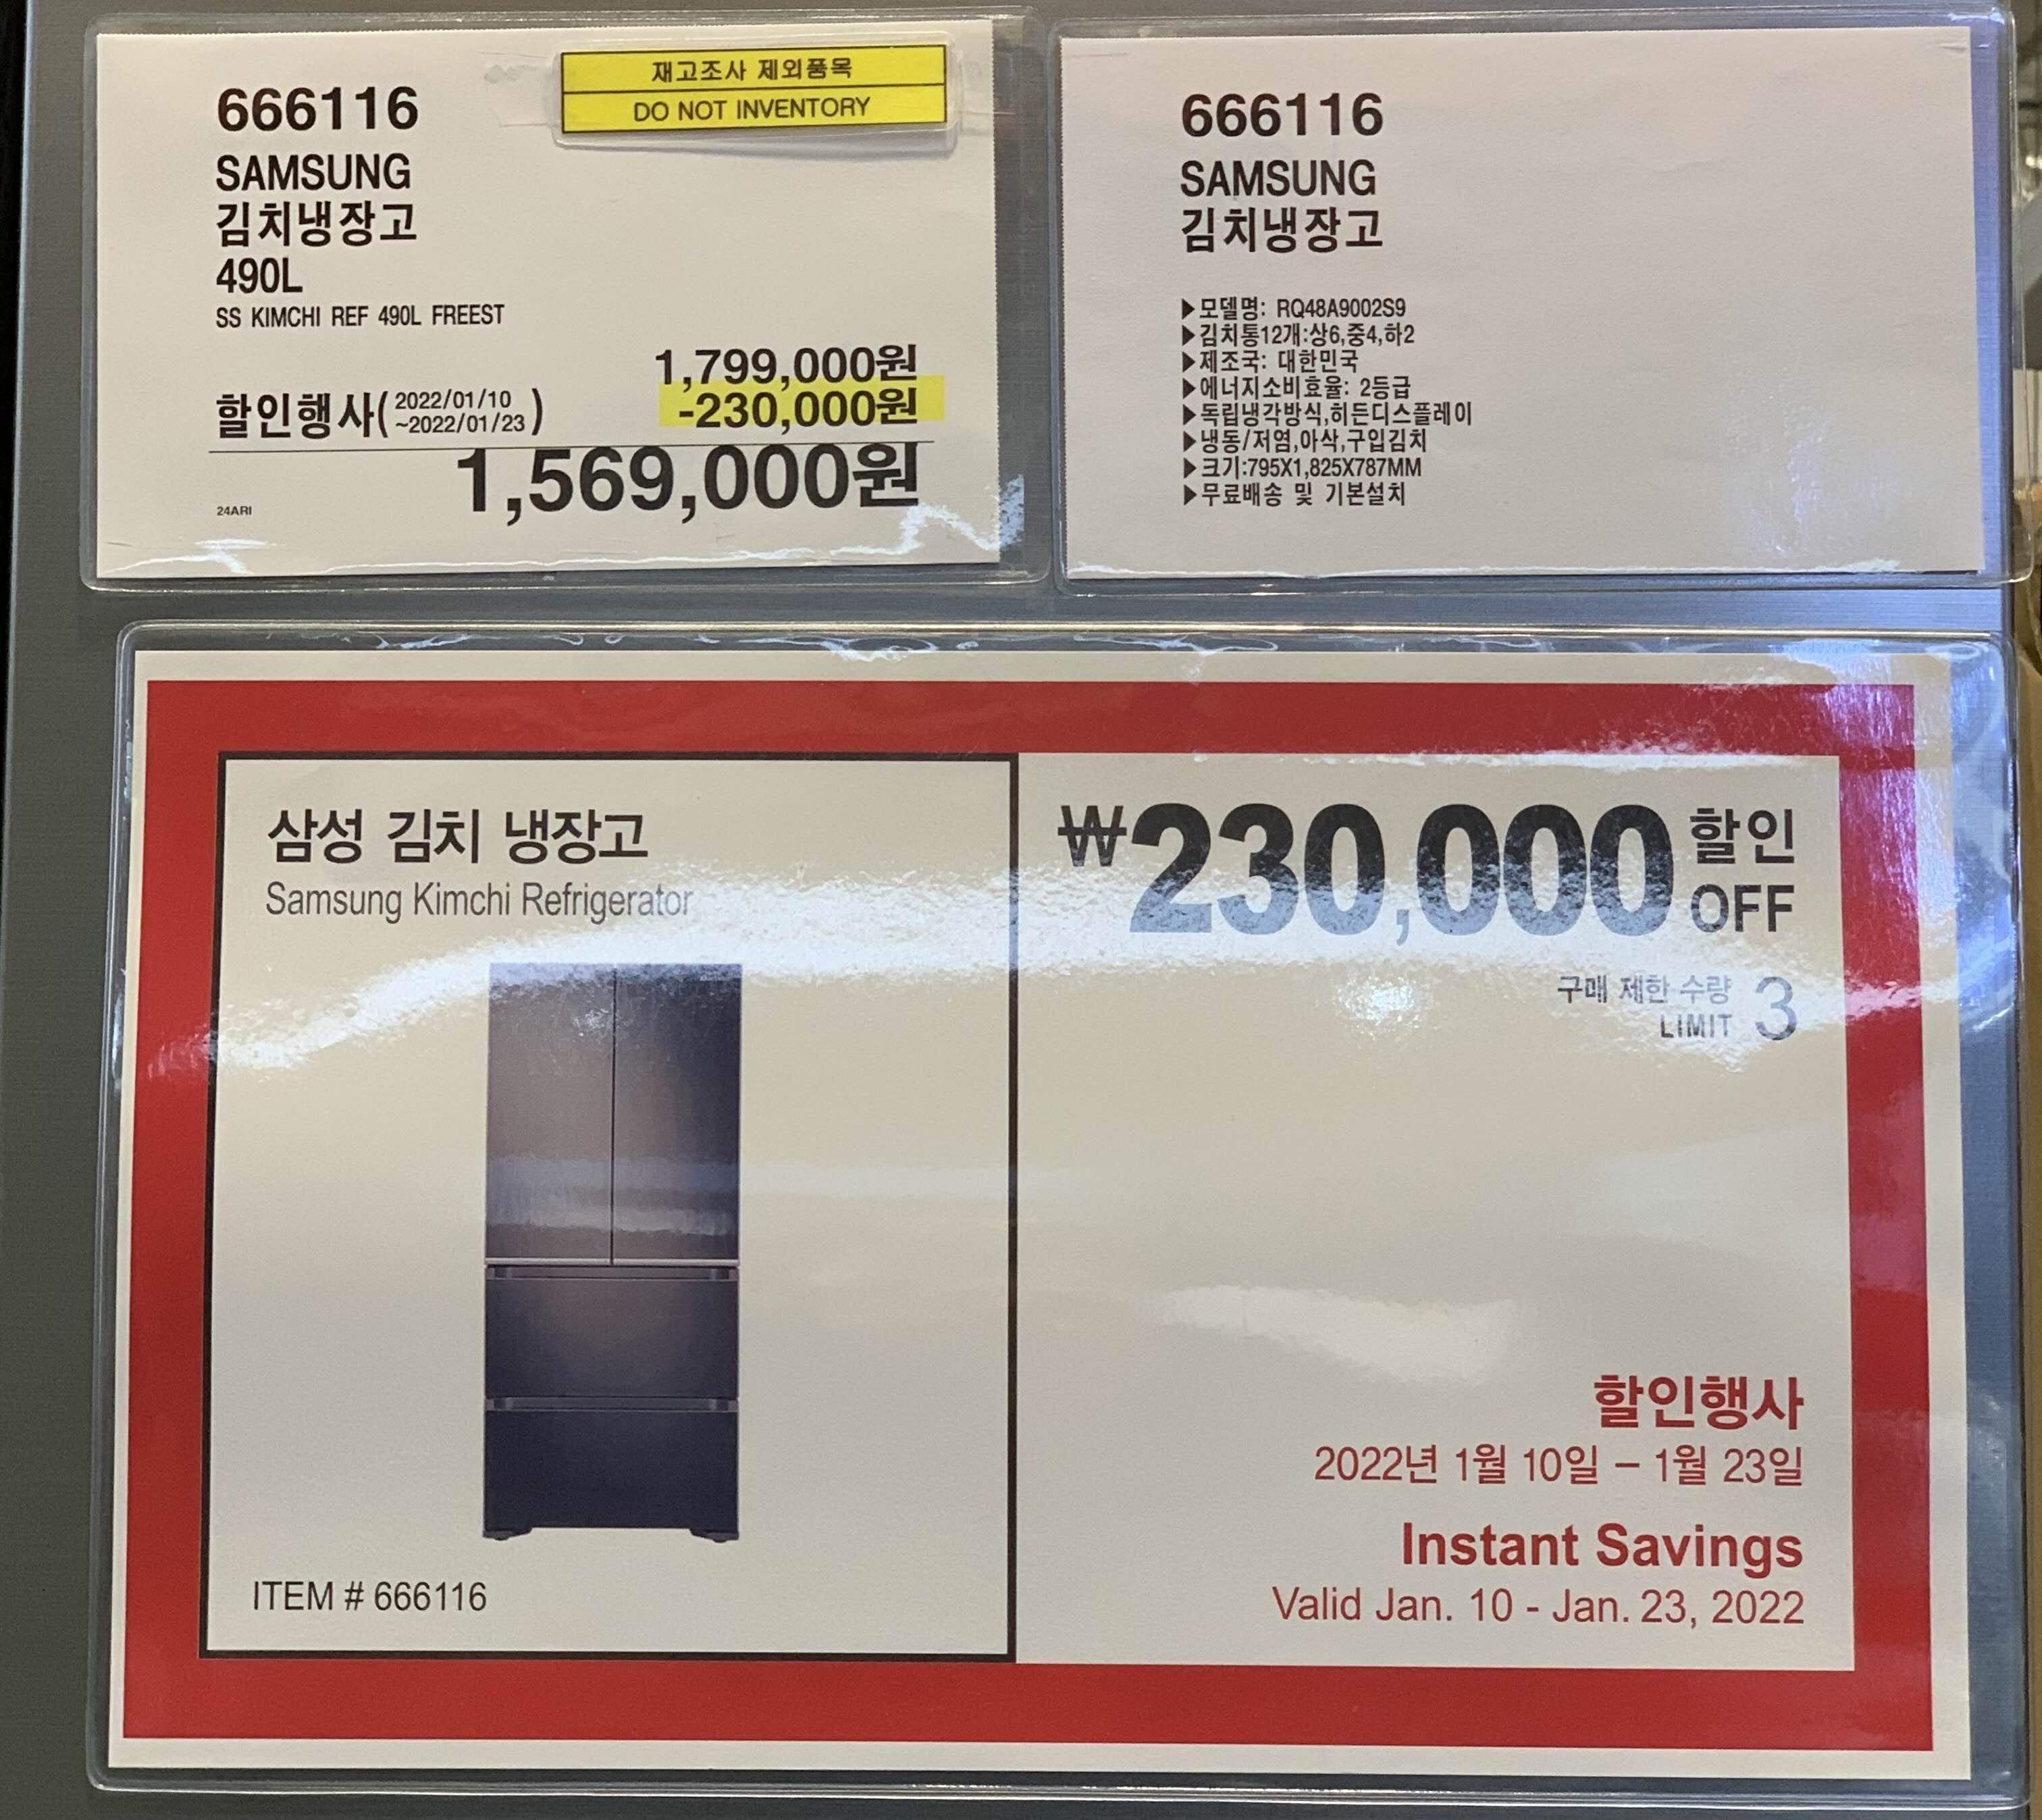 재고조사 제외품목
DO NOT INVENTORY
666116
SAMSUNG
김치냉장고
490L
SS KIMCHI REF 490L FREEST
1,799,000원
할인행사(2022/01/10 ~2022/01/23)
-230,000원
1,569,000원
24ARI
666116
SAMSUNG
김치냉장고
▶모델명: RQ48A9002S9
▶김치통12개:상6,중4,하2
▶제조국: 대한민국
▶에너지소비효율: 2등급
▶독립냉각방식,히든디스플레이
▶냉동/저염,아삭,구입김치
▶크기:795X1,825X787MM
▶무료배송 및 기본설치
삼성 김치 냉장고
Samsung Kimchi Refrigerator
ITEM # 666116
₩230,000 할인
OFF
구매 제한 수량
LIMIT 3
할인행사
2022년 1월 10일 – 1월 23일
Instant Savings
Valid Jan. 10 - Jan. 23, 2022